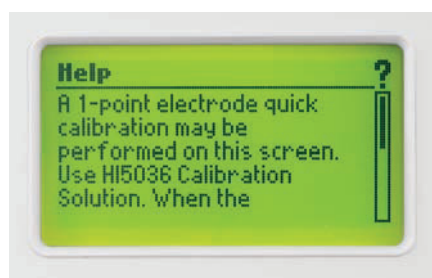 Help ?
A 1-point electrode quick
calibration may be
performed on this screen.
Use HI5036 Calibration
Solution. When the